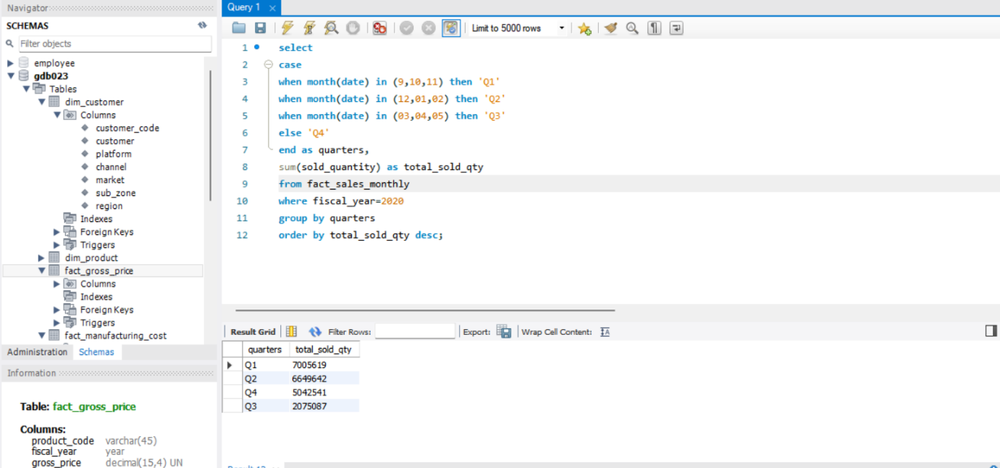 Navigator
SCHEMAS
Filter objects
employee
gdb023
Tables
dim_customer
Columns
customer_code
customer
platform
channel
market
sub_zone
region
Indexes
Foreign Keys
Triggers
dim_product
fact_gross_price
Columns
Indexes
Foreign Keys
Triggers
fact_manufacturing_cost
Administration Schemas
Information
Table: fact_gross_price
Columns:
product_code varchar(45)
fiscal_year year
gross_price decimal(15,4) UN
Query 1
Limit to 5000 rows
1 select
2 case
3 when month(date) in (9,10,11) then 'Q1'
4 when month(date) in (12,01,02) then 'Q2'
5 when month(date) in (03,04,05) then 'Q3'
6 else 'Q4'
7 end as quarters,
8 sum(sold_quantity) as total_sold_qty
9 from fact_sales_monthly
10 where fiscal_year=2020
11 group by quarters
12 order by total_sold_qty desc;
Result Grid Filter Rows: Export: Wrap Cell Content:
quarters total_sold_qty
Q1 7005619
Q2 6649642
Q4 5042541
Q3 2075087